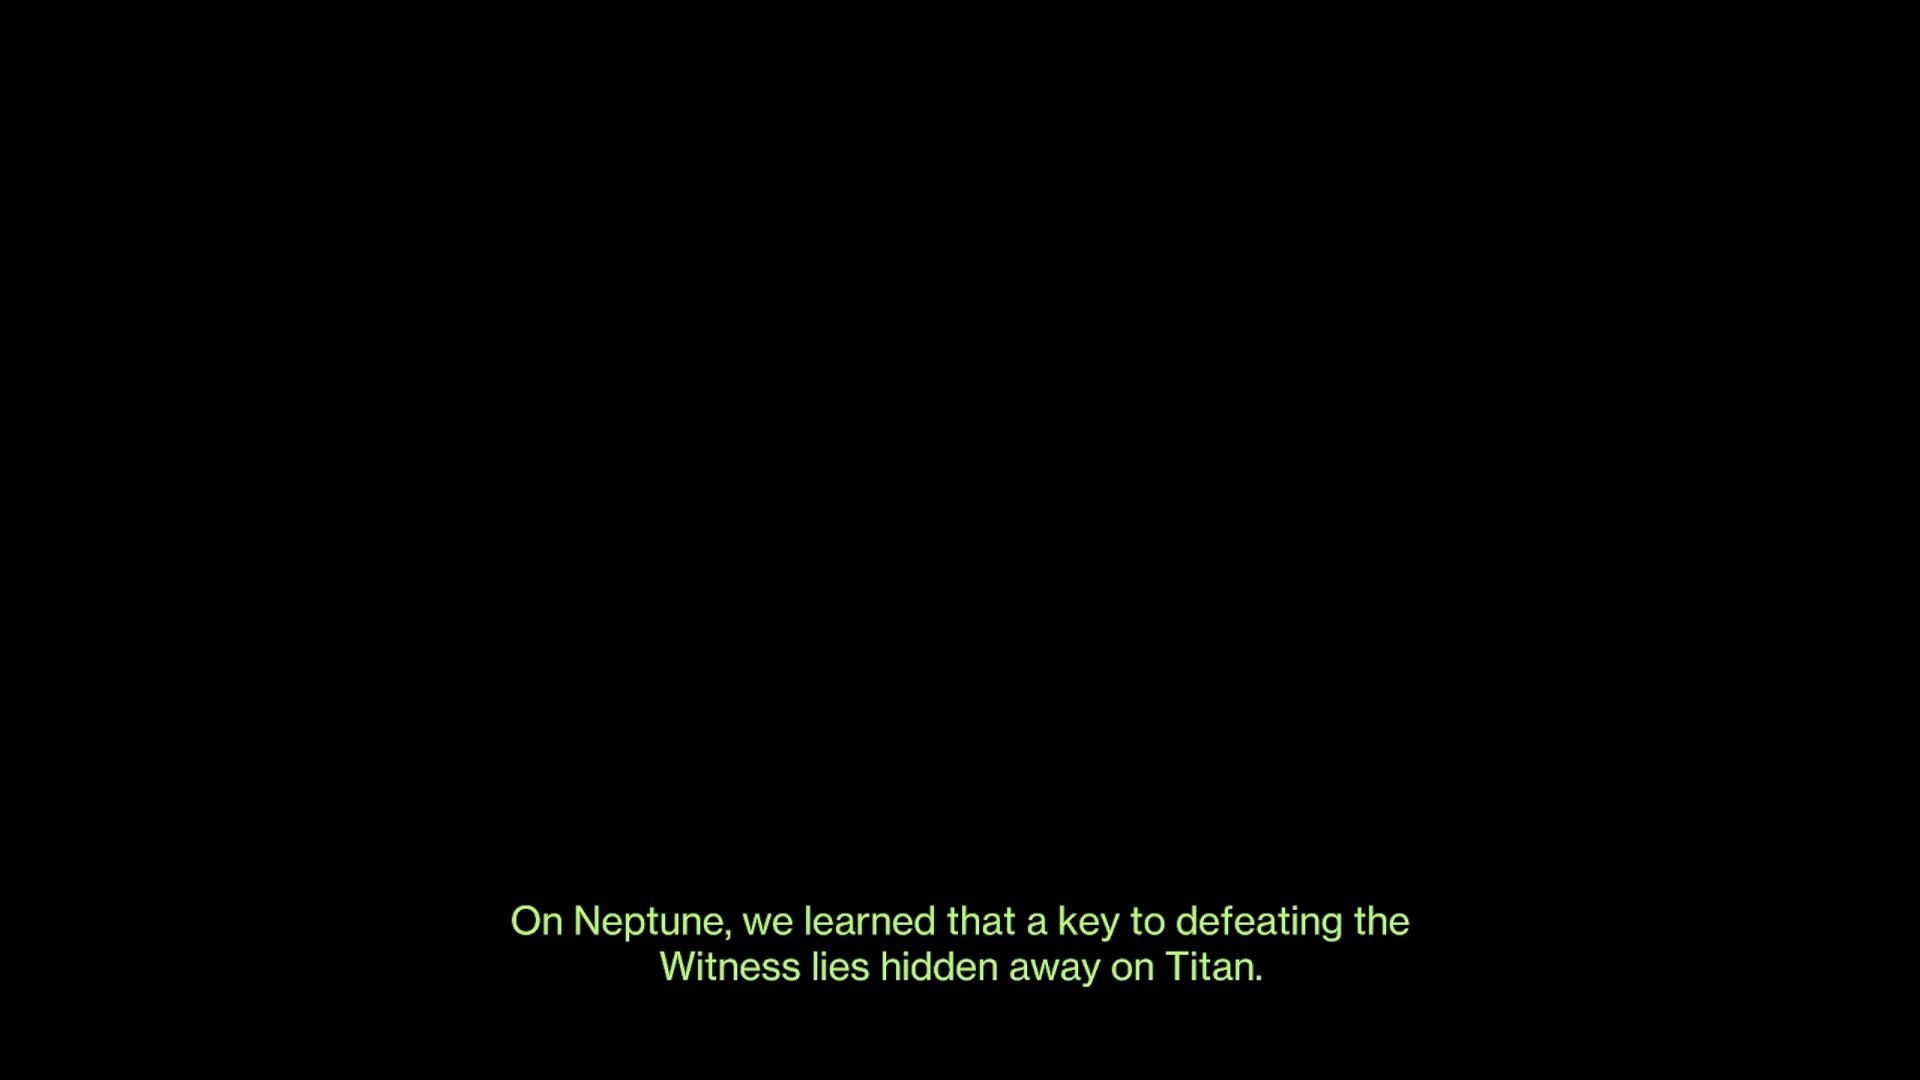 On Neptune, we learned that a key to defeating the
Witness lies hidden away on Titan.